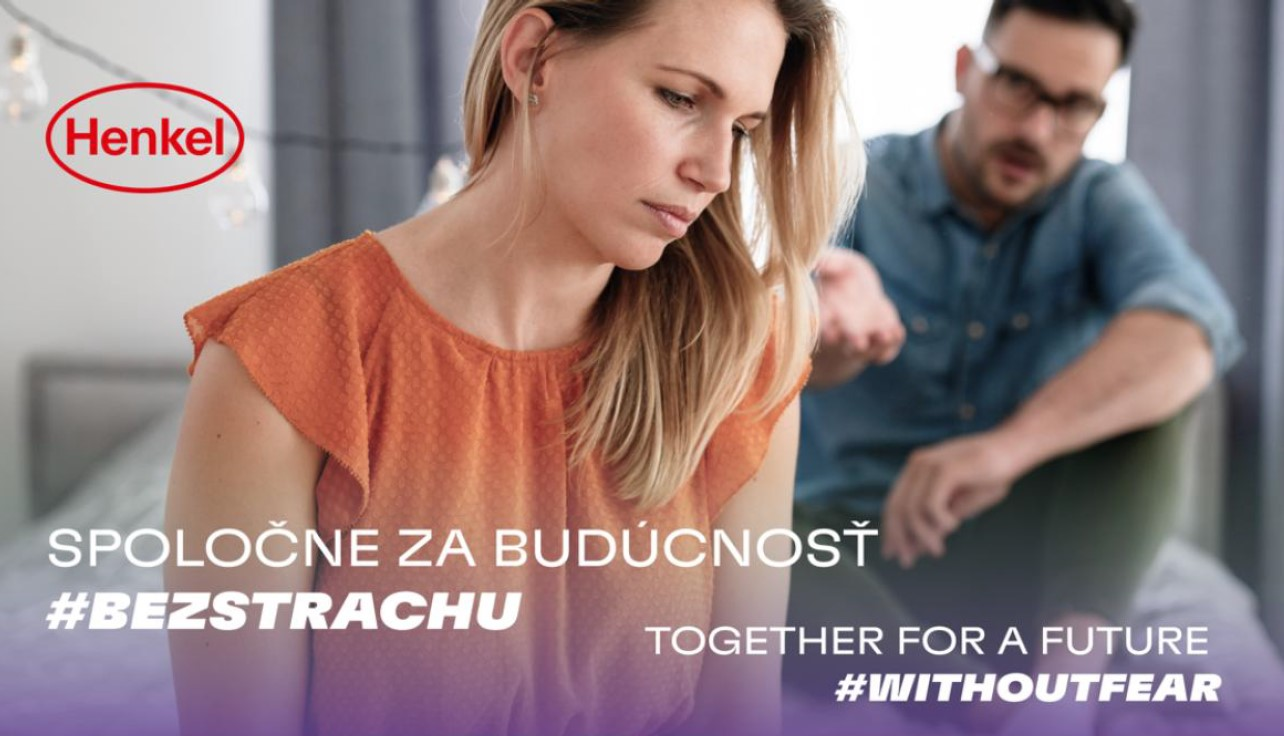 Henkel
SPOLOČNE ZA BUDÚCNOSŤ
#BEZSTRACHU
TOGETHER FOR A FUTURE
#WITHOUTFEAR